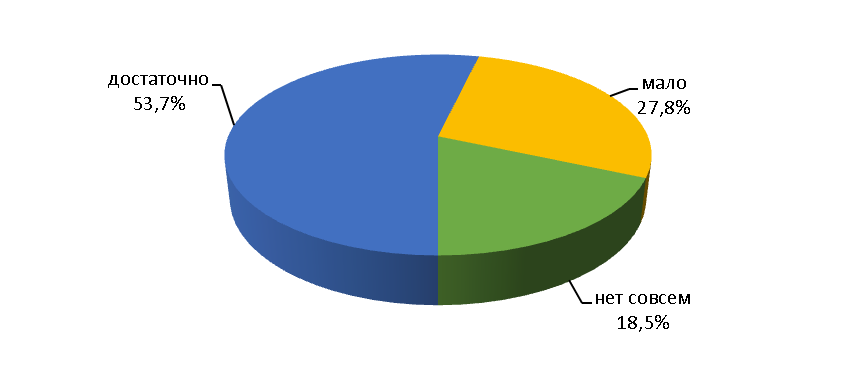 достаточно
53,7%
мало
27,8%
нет совсем
18,5%